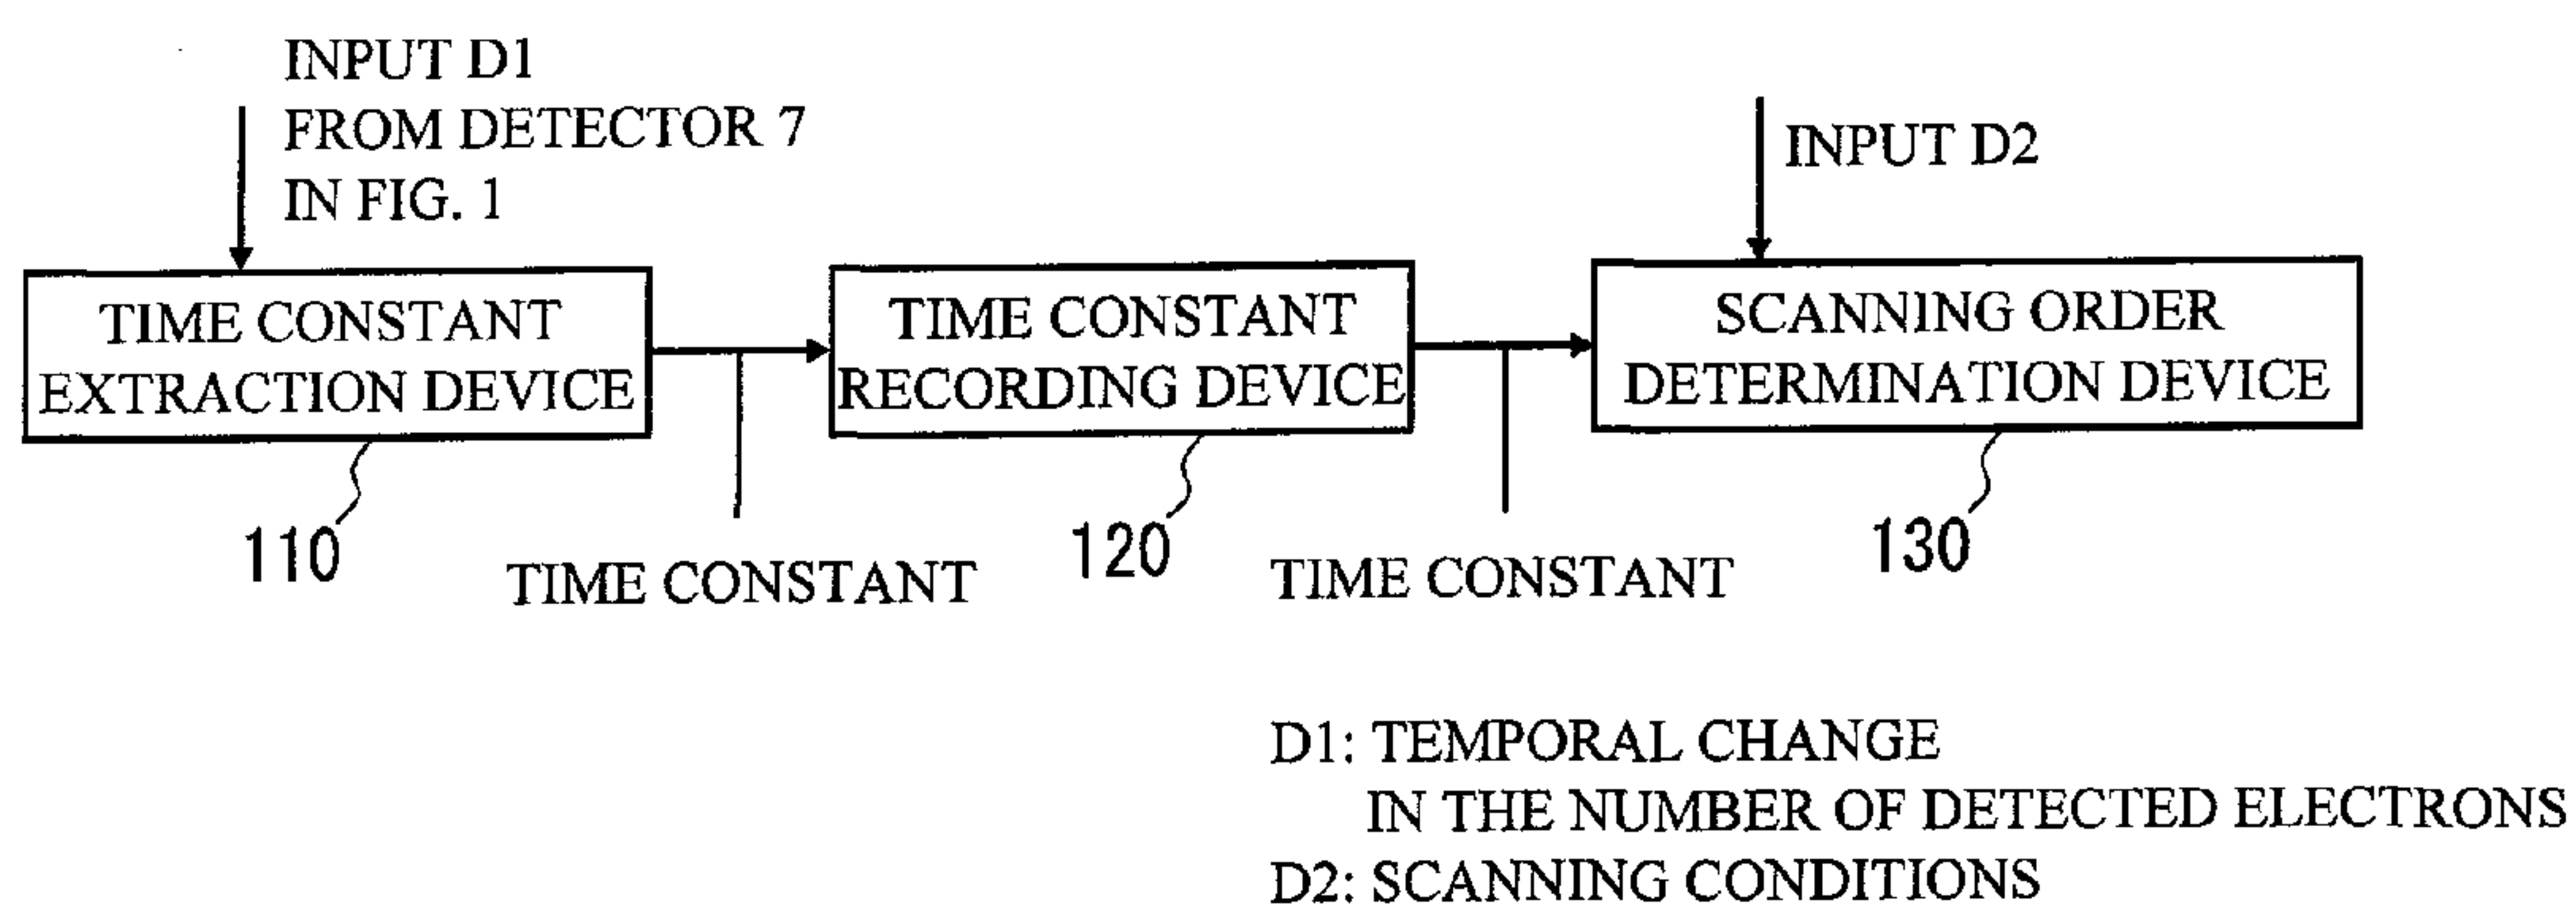 INPUT D1
FROM DETECTOR 7
IN FIG. 1
INPUT D2
TIME CONSTANT
EXTRACTION DEVICE
TIME CONSTANT
RECORDING DEVICE
SCANNING ORDER
DETERMINATION DEVICE
110
TIME CONSTANT
120
TIME CONSTANT
130
D1: TEMPORAL CHANGE
IN THE NUMBER OF DETECTED ELECTRONS
D2: SCANNING CONDITIONS